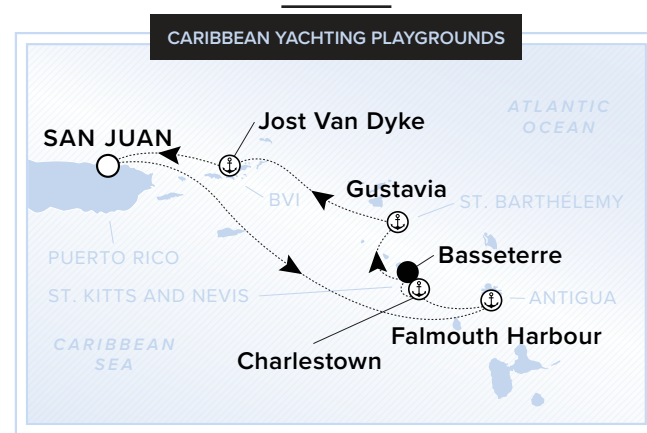 CARIBBEAN YACHTING PLAYGROUNDS
ATLANTIC
OCEAN
Jost Van Dyke
SAN JUAN
Gustavia
BVI
ST. BARTHÉLEMY
PUERTO RICO
Basseterre
ST. KITTS AND NEVIS
ANTIGUA
Falmouth Harbour
CARIBBEAN
SEA
Charlestown